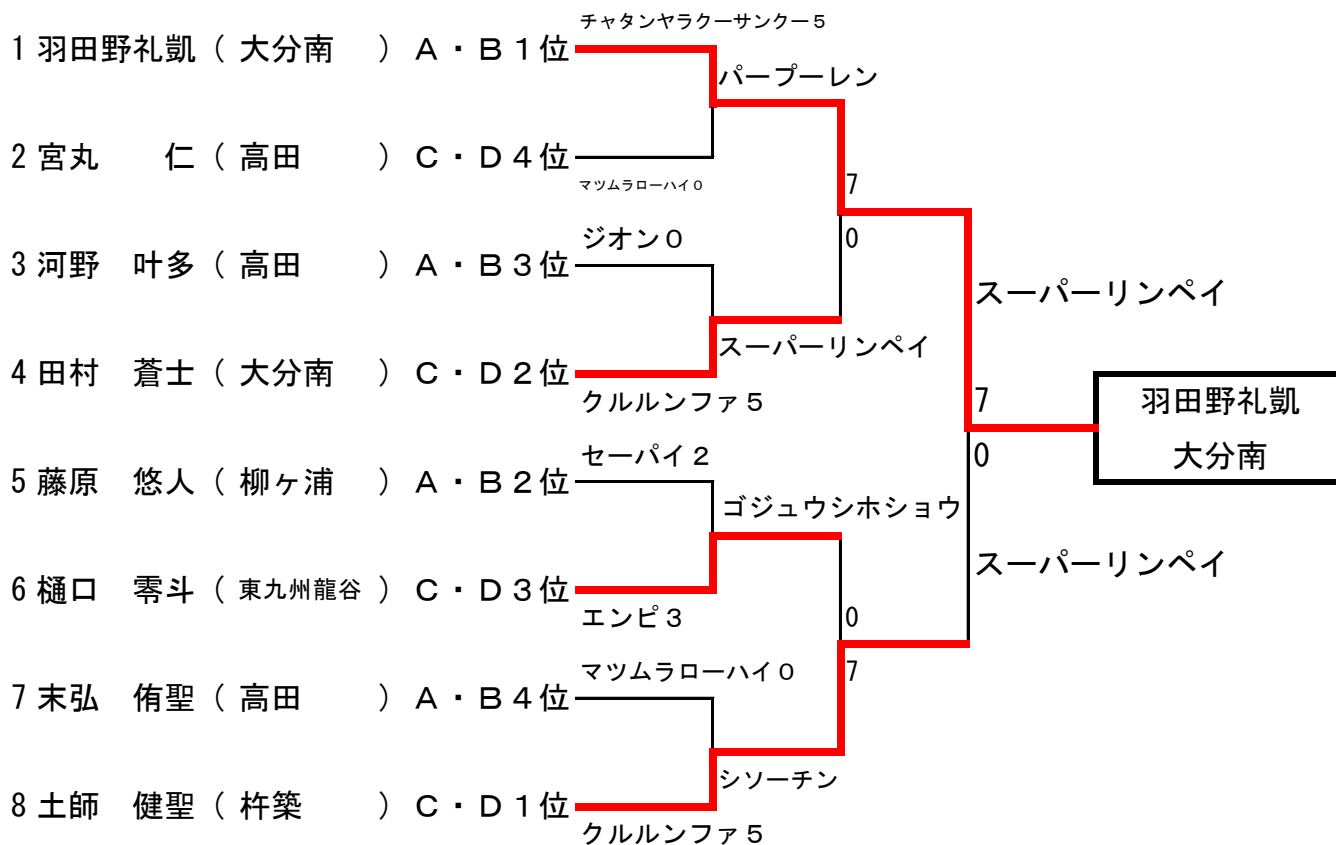 チャタンヤラクーサンクー５
1 羽田野礼凱 （ 大分南 ） Ａ・Ｂ１位
パープーレン
2 宮丸　　仁 （ 高田 ） Ｃ・Ｄ４位
マツムラローハイ０
7
0
ジオン０
3 河野　叶多 （ 高田 ） Ａ・Ｂ３位
スーパーリンペイ
スーパーリンペイ
4 田村　蒼士 （ 大分南 ） Ｃ・Ｄ２位
クルルンファ５
7
0
羽田野礼凱
大分南
セーパイ２
5 藤原　悠人 （ 柳ヶ浦 ） Ａ・Ｂ２位
ゴジュウシホショウ
スーパーリンペイ
6 樋口　零斗 （ 東九州龍谷 ） Ｃ・Ｄ３位
エンピ３
0
7
マツムラローハイ０
7 末弘　侑聖 （ 高田 ） Ａ・Ｂ４位
シソーチン
8 土師　健聖 （ 杵築 ） Ｃ・Ｄ１位
クルルンファ５